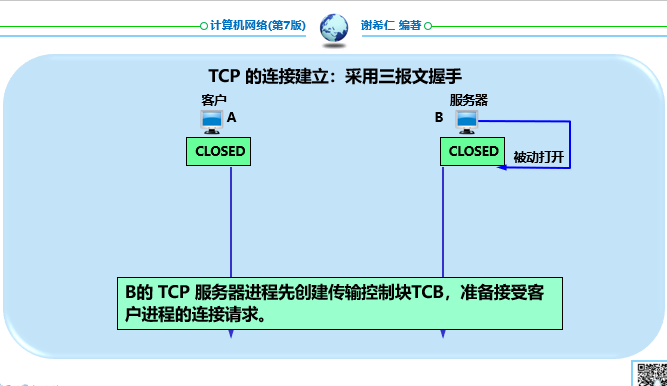 计算机网络(第7版)
谢希仁 编著
TCP 的连接建立：采用三报文握手
客户
服务器
A
B
CLOSED
CLOSED
被动打开
B的 TCP 服务器进程先创建传输控制块TCB，准备接受客
户进程的连接请求。